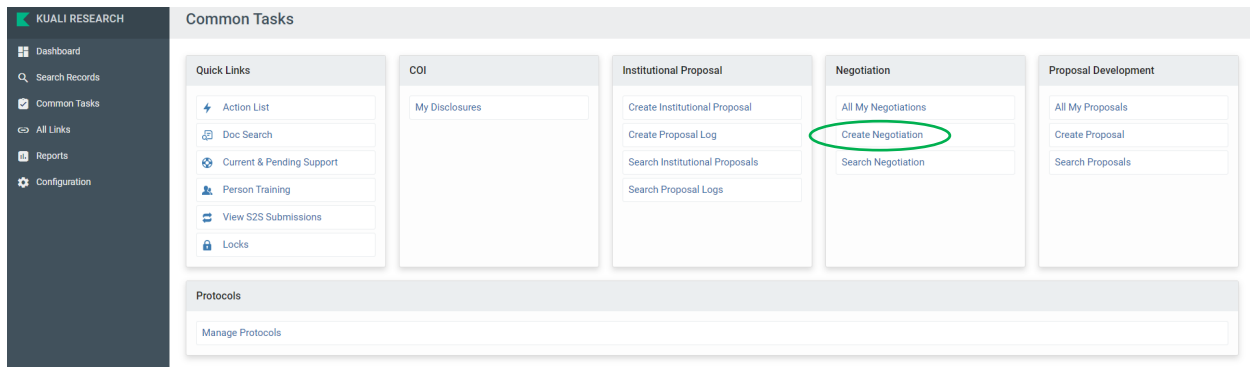 KUALI RESEARCH
Dashboard
Search Records
Common Tasks
All Links
Reports
Configuration
Common Tasks
Quick Links
Action List
Doc Search
Current & Pending Support
Person Training
View S2S Submissions
Locks
COI
My Disclosures
Institutional Proposal
Create Institutional Proposal
Create Proposal Log
Search Institutional Proposals
Search Proposal Logs
Negotiation
All My Negotiations
Create Negotiation
Search Negotiation
Proposal Development
All My Proposals
Create Proposal
Search Proposals
Protocols
Manage Protocols